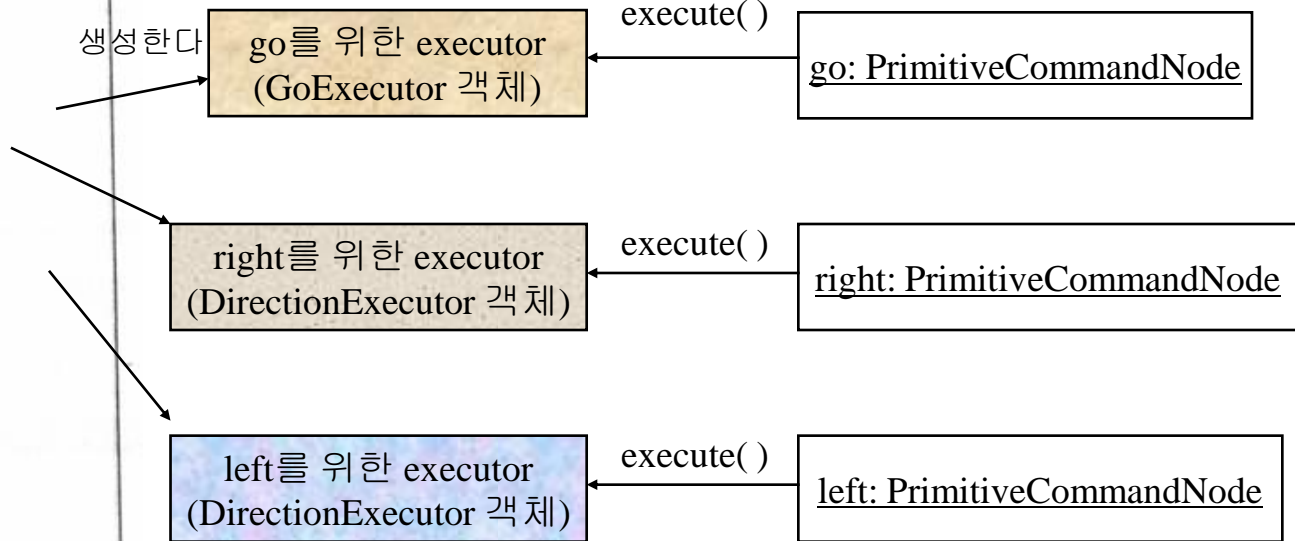 생성한다
go를 위한 executor
(GoExecutor 객체)
execute( )
go: PrimitiveCommandNode
right를 위한 executor
(DirectionExecutor 객체)
execute( )
right: PrimitiveCommandNode
left를 위한 executor
(DirectionExecutor 객체)
execute( )
left: PrimitiveCommandNode